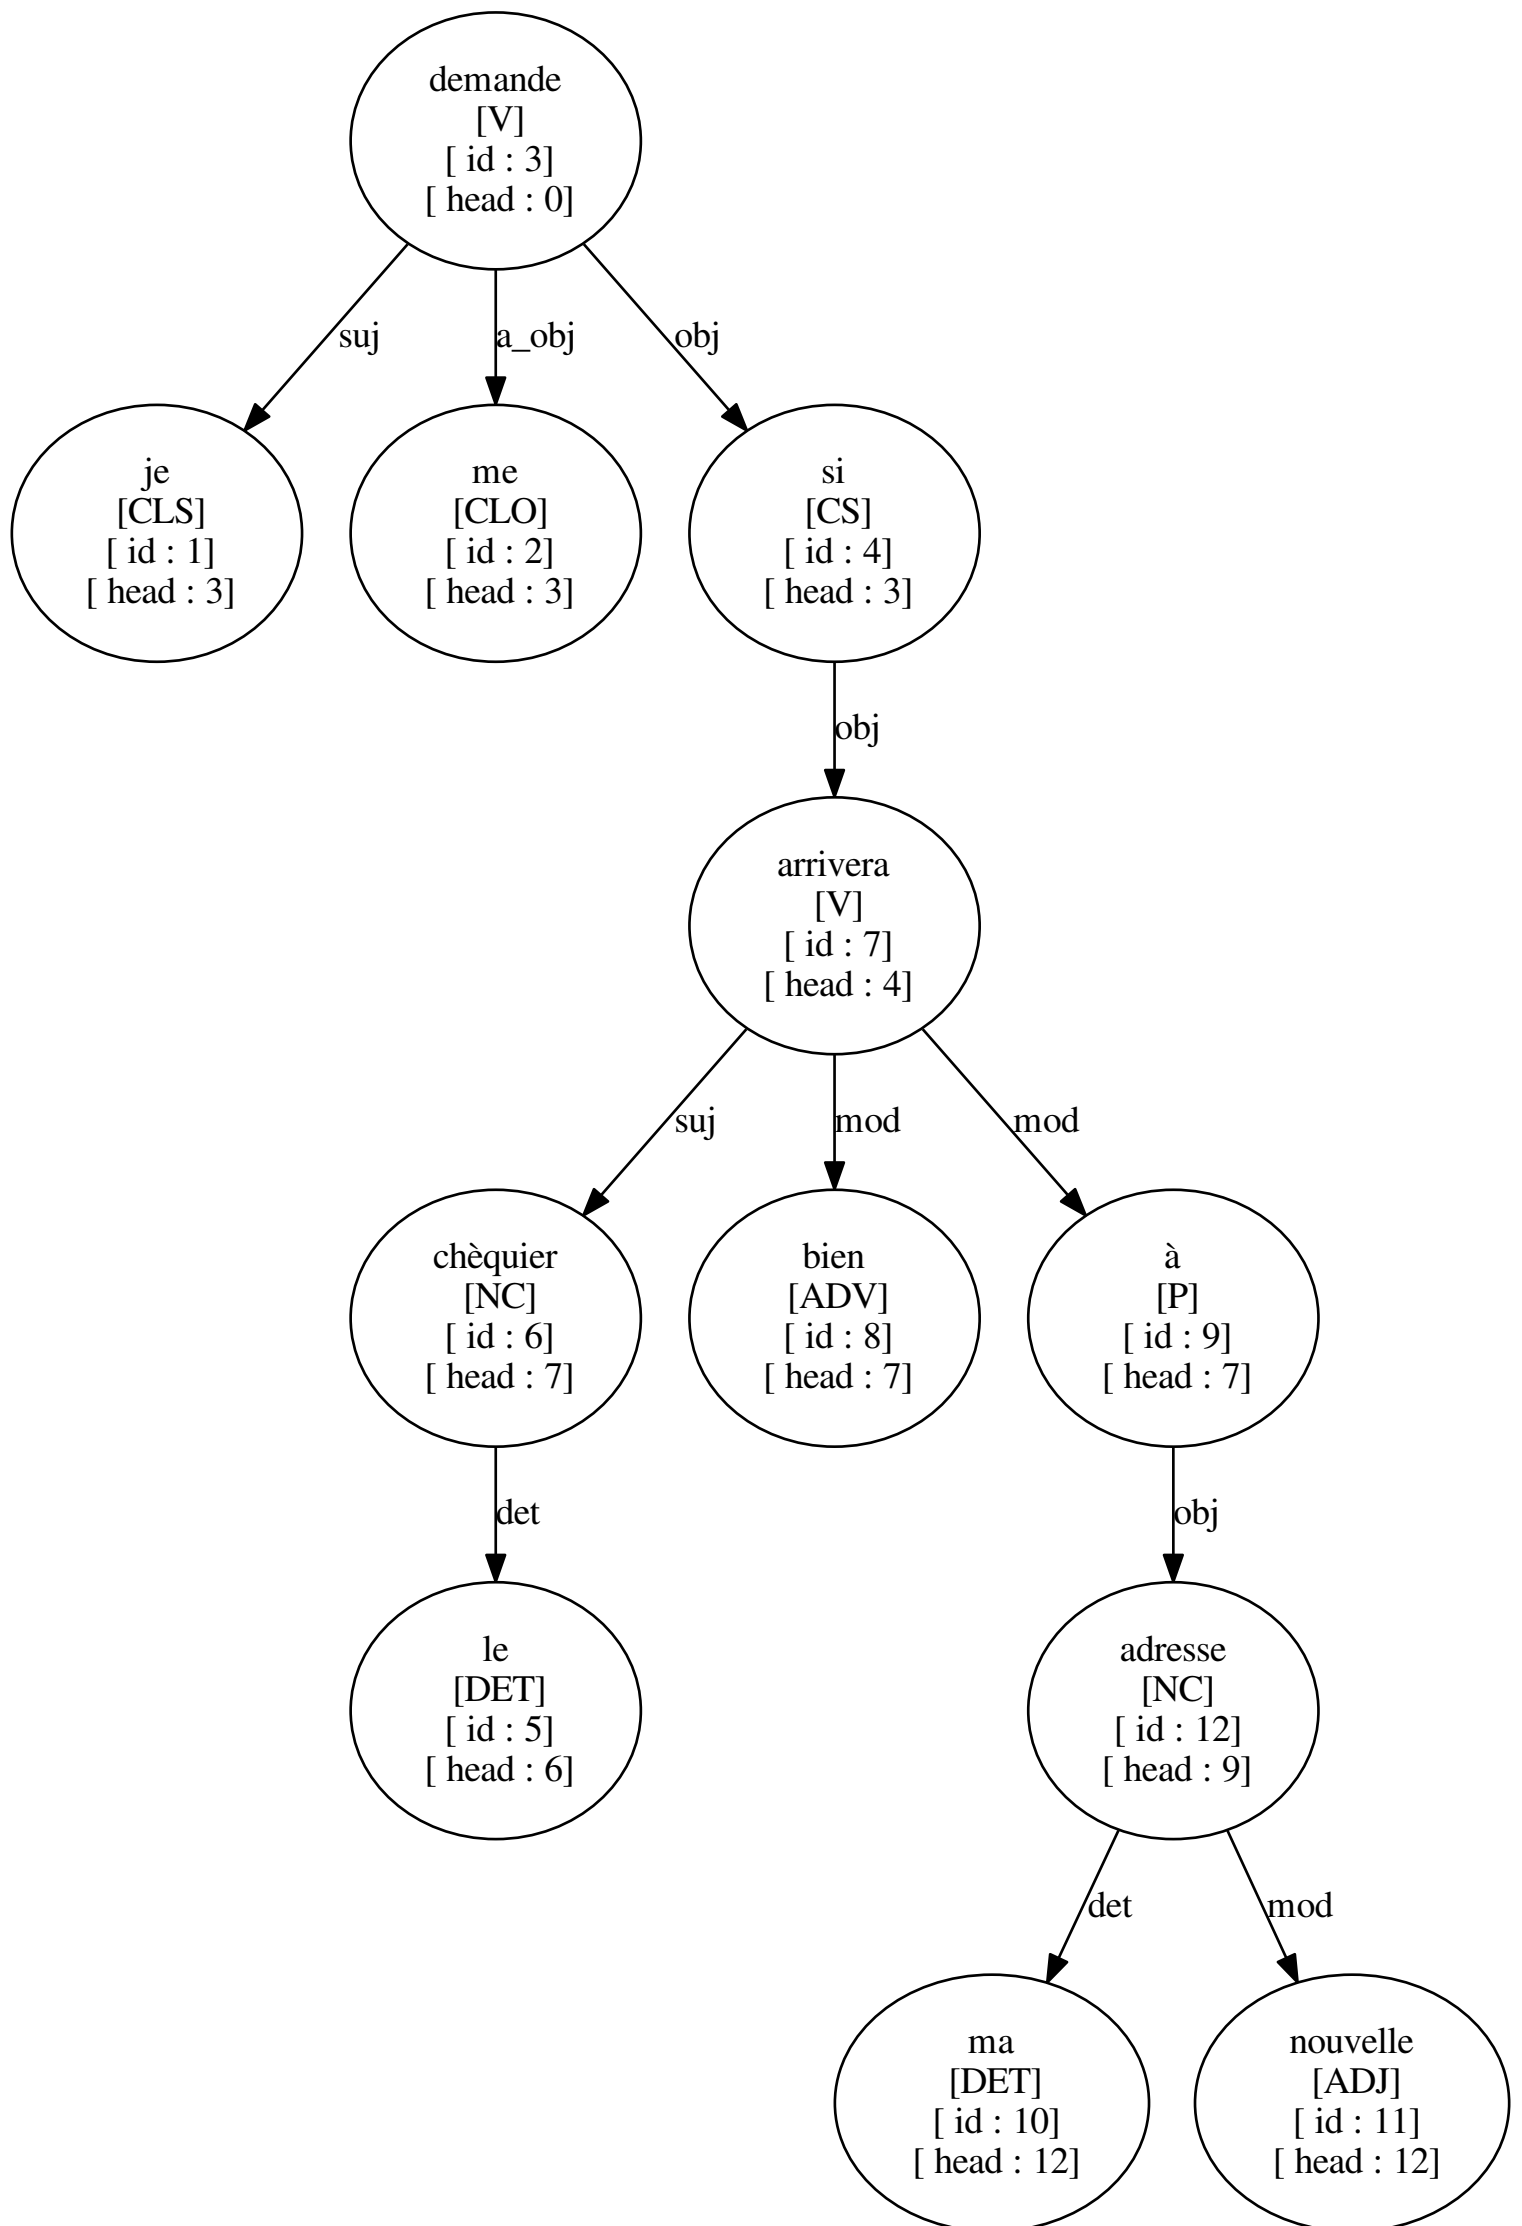 demande
[V]
[ id : 3]
[ head : 0]
suj
a_obj
obj
je
[CLS]
[ id : 1]
[ head : 3]
me
[CLO]
[ id : 2]
[ head : 3]
si
[CS]
[ id : 4]
[ head : 3]
obj
arrivera
[V]
[ id : 7]
[ head : 4]
suj
mod
mod
chèquier
[NC]
[ id : 6]
[ head : 7]
bien
[ADV]
[ id : 8]
[ head : 7]
à
[P]
[ id : 9]
[ head : 7]
det
obj
le
[DET]
[ id : 5]
[ head : 6]
adresse
[NC]
[ id : 12]
[ head : 9]
det
mod
ma
[DET]
[ id : 10]
[ head : 12]
nouvelle
[ADJ]
[ id : 11]
[ head : 12]